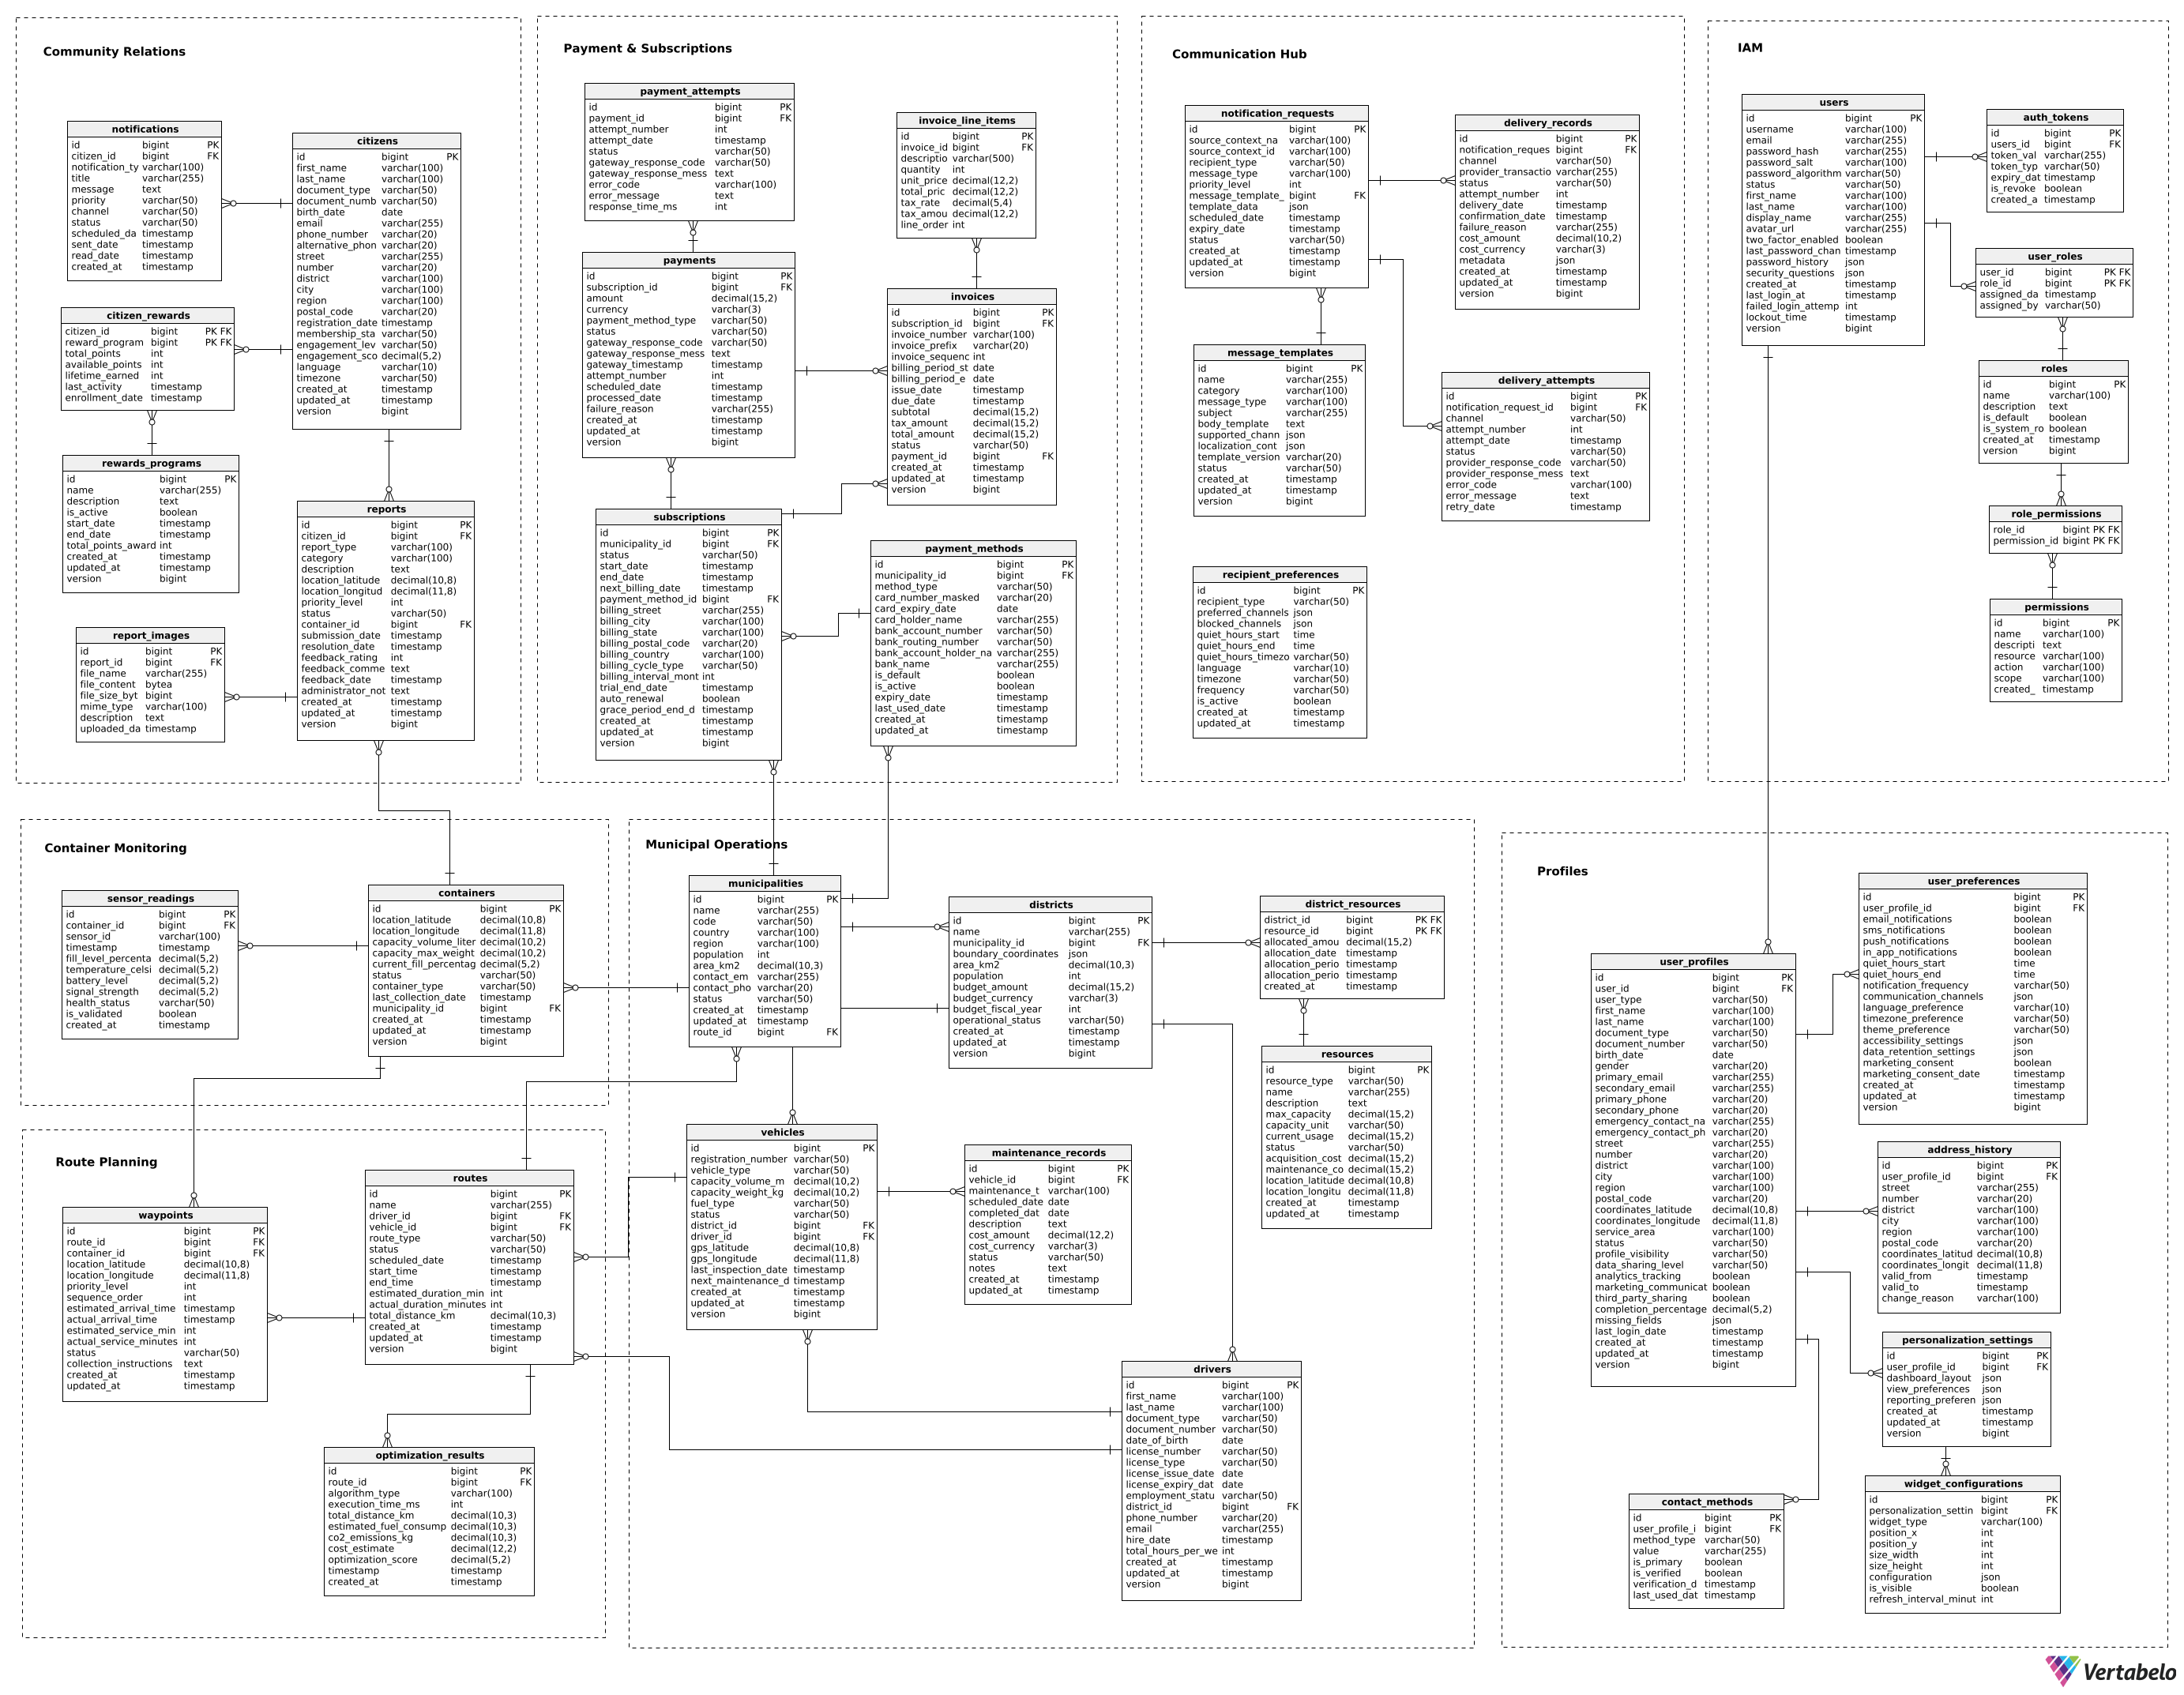 Community Relations
notifications
id bigint PK
citizen_id bigint FK
notification_ty varchar(100)
title varchar(255)
message text
priority varchar(50)
channel varchar(50)
status varchar(50)
scheduled_da timestamp
sent_date timestamp
read_date timestamp
created_at timestamp
citizens
id bigint PK
first_name varchar(100)
last_name varchar(100)
document_type varchar(50)
document_numb varchar(50)
birth_date date
email varchar(255)
phone_number varchar(20)
alternative_phon varchar(20)
street varchar(255)
number varchar(20)
district varchar(100)
city varchar(100)
region varchar(100)
postal_code varchar(20)
registration_date timestamp
membership_sta varchar(50)
engagement_lev varchar(50)
engagement_sco decimal(5,2)
language varchar(10)
timezone varchar(50)
created_at timestamp
updated_at timestamp
version bigint
citizen_rewards
citizen_id bigint PK FK
reward_program bigint PK FK
total_points int
available_points int
lifetime_earned int
last_activity timestamp
enrollment_date timestamp
rewards_programs
id bigint PK
name varchar(255)
description text
is_active boolean
start_date timestamp
end_date timestamp
total_points_award int
created_at timestamp
updated_at timestamp
version bigint
reports
id bigint PK
citizen_id bigint FK
report_type varchar(100)
category varchar(100)
description text
location_latitude decimal(10,8)
location_longitud decimal(11,8)
priority_level int
status varchar(50)
container_id bigint FK
submission_date timestamp
resolution_date timestamp
feedback_rating int
feedback_comme text
feedback_date timestamp
administrator_not text
created_at timestamp
updated_at timestamp
version bigint
report_images
id bigint PK
report_id bigint FK
file_name varchar(255)
file_content bytea
file_size_byt bigint
mime_type varchar(100)
description text
uploaded_da timestamp
Payment & Subscriptions
payment_attempts
id bigint PK
payment_id bigint FK
attempt_number int
attempt_date timestamp
status varchar(50)
gateway_response_code varchar(50)
gateway_response_mess text
error_code varchar(100)
error_message text
response_time_ms int
invoice_line_items
id bigint PK
invoice_id bigint FK
descriptio varchar(500)
quantity int
unit_price decimal(12,2)
total_pric decimal(12,2)
tax_rate decimal(5,4)
tax_amou decimal(12,2)
line_order int
payments
id bigint PK
subscription_id bigint FK
amount decimal(15,2)
currency varchar(3)
payment_method_type varchar(50)
status varchar(50)
gateway_response_code varchar(50)
gateway_response_mess text
gateway_timestamp timestamp
attempt_number int
scheduled_date timestamp
processed_date timestamp
failure_reason varchar(255)
created_at timestamp
updated_at timestamp
version bigint
invoices
id bigint PK
subscription_id bigint FK
invoice_number varchar(100)
invoice_prefix varchar(20)
invoice_sequenc int
billing_period_st date
billing_period_e date
issue_date timestamp
due_date timestamp
subtotal decimal(15,2)
tax_amount decimal(15,2)
total_amount decimal(15,2)
status varchar(50)
payment_id bigint FK
created_at timestamp
updated_at timestamp
version bigint
subscriptions
id bigint PK
municipality_id bigint FK
status varchar(50)
start_date timestamp
end_date timestamp
next_billing_date timestamp
payment_method_id bigint FK
billing_street varchar(255)
billing_city varchar(100)
billing_state varchar(100)
billing_postal_code varchar(20)
billing_country varchar(100)
billing_cycle_type varchar(50)
billing_interval_mont int
trial_end_date timestamp
auto_renewal boolean
grace_period_end_d timestamp
created_at timestamp
updated_at timestamp
version bigint
payment_methods
id bigint PK
municipality_id bigint FK
method_type varchar(50)
card_number_masked varchar(20)
card_expiry_date date
card_holder_name varchar(255)
bank_account_number varchar(50)
bank_routing_number varchar(50)
bank_account_holder_na varchar(255)
bank_name varchar(255)
is_default boolean
is_active boolean
expiry_date timestamp
last_used_date timestamp
created_at timestamp
updated_at timestamp
Communication Hub
notification_requests
id bigint PK
source_context_na varchar(100)
source_context_id varchar(100)
recipient_type varchar(50)
message_type varchar(100)
priority_level int
message_template_ bigint FK
template_data json
scheduled_date timestamp
expiry_date timestamp
status varchar(50)
created_at timestamp
updated_at timestamp
version bigint
delivery_records
id bigint PK
notification_reques bigint FK
channel varchar(50)
provider_transactio varchar(255)
status varchar(50)
attempt_number int
delivery_date timestamp
confirmation_date timestamp
failure_reason varchar(255)
cost_amount decimal(10,2)
cost_currency varchar(3)
metadata json
created_at timestamp
updated_at timestamp
version bigint
message_templates
id bigint PK
name varchar(255)
category varchar(100)
message_type varchar(100)
subject varchar(255)
body_template text
supported_chann json
localization_cont json
template_version varchar(20)
status varchar(50)
created_at timestamp
updated_at timestamp
version bigint
delivery_attempts
id bigint PK
notification_request_id bigint FK
channel varchar(50)
attempt_number int
attempt_date timestamp
status varchar(50)
provider_response_code varchar(50)
provider_response_mess text
error_code varchar(100)
error_message text
retry_date timestamp
recipient_preferences
id bigint PK
recipient_type varchar(50)
preferred_channels json
blocked_channels json
quiet_hours_start time
quiet_hours_end time
quiet_hours_timezo varchar(50)
language varchar(10)
timezone varchar(50)
frequency varchar(50)
is_active boolean
created_at timestamp
updated_at timestamp
IAM
users
id bigint PK
username varchar(100)
email varchar(255)
password_hash varchar(255)
password_salt varchar(100)
password_algorithm varchar(50)
status varchar(50)
first_name varchar(100)
last_name varchar(100)
display_name varchar(255)
avatar_url varchar(255)
two_factor_enabled boolean
last_password_chan timestamp
password_history json
security_questions json
created_at timestamp
last_login_at timestamp
failed_login_attemp int
lockout_time timestamp
version bigint
auth_tokens
id bigint PK
users_id bigint FK
token_val varchar(255)
token_typ varchar(50)
expiry_dat timestamp
is_revoke boolean
created_a timestamp
user_roles
user_id bigint PK FK
role_id bigint PK FK
assigned_da timestamp
assigned_by varchar(50)
roles
id bigint PK
name varchar(100)
description text
is_default boolean
is_system_ro boolean
created_at timestamp
version bigint
role_permissions
role_id bigint PK FK
permission_id bigint PK FK
permissions
id bigint PK
name varchar(100)
descripti text
resource varchar(100)
action varchar(100)
scope varchar(100)
created_ timestamp
Container Monitoring
sensor_readings
id bigint PK
container_id bigint FK
sensor_id varchar(100)
timestamp timestamp
fill_level_percenta decimal(5,2)
temperature_celsi decimal(5,2)
battery_level decimal(5,2)
signal_strength decimal(5,2)
health_status varchar(50)
is_validated boolean
created_at timestamp
containers
id bigint PK
location_latitude decimal(10,8)
location_longitude decimal(11,8)
capacity_volume_liter decimal(10,2)
capacity_max_weight decimal(10,2)
current_fill_percentag decimal(5,2)
status varchar(50)
container_type varchar(50)
last_collection_date timestamp
municipality_id bigint FK
created_at timestamp
updated_at timestamp
version bigint
Municipal Operations
municipalities
id bigint PK
name varchar(255)
code varchar(50)
country varchar(100)
region varchar(100)
population int
area_km2 decimal(10,3)
contact_em varchar(255)
contact_pho varchar(20)
status varchar(50)
created_at timestamp
updated_at timestamp
route_id bigint FK
districts
id bigint PK
name varchar(255)
municipality_id bigint FK
boundary_coordinates json
area_km2 decimal(10,3)
population int
budget_amount decimal(15,2)
budget_currency varchar(3)
budget_fiscal_year int
operational_status varchar(50)
created_at timestamp
updated_at timestamp
version bigint
district_resources
district_id bigint PK FK
resource_id bigint PK FK
allocated_amou decimal(15,2)
allocation_date timestamp
allocation_perio timestamp
allocation_perio timestamp
created_at timestamp
resources
id bigint PK
resource_type varchar(50)
name varchar(255)
description text
max_capacity decimal(15,2)
capacity_unit varchar(50)
current_usage decimal(15,2)
status varchar(50)
acquisition_cost decimal(15,2)
maintenance_co decimal(15,2)
location_latitude decimal(10,8)
location_longitu decimal(11,8)
created_at timestamp
updated_at timestamp
vehicles
id bigint PK
registration_number varchar(50)
vehicle_type varchar(50)
capacity_volume_m decimal(10,2)
capacity_weight_kg decimal(10,2)
fuel_type varchar(50)
status varchar(50)
district_id bigint FK
driver_id bigint FK
gps_latitude decimal(10,8)
gps_longitude decimal(11,8)
last_inspection_date timestamp
next_maintenance_d timestamp
created_at timestamp
updated_at timestamp
version bigint
maintenance_records
id bigint PK
vehicle_id bigint FK
maintenance_t varchar(100)
scheduled_date date
completed_dat date
description text
cost_amount decimal(12,2)
cost_currency varchar(3)
status varchar(50)
notes text
created_at timestamp
updated_at timestamp
drivers
id bigint PK
first_name varchar(100)
last_name varchar(100)
document_type varchar(50)
document_number varchar(50)
date_of_birth date
license_number varchar(50)
license_type varchar(50)
license_issue_date date
license_expiry_dat date
employment_statu varchar(50)
district_id bigint FK
phone_number varchar(20)
email varchar(255)
hire_date timestamp
total_hours_per_we int
created_at timestamp
updated_at timestamp
version bigint
Route Planning
waypoints
id bigint PK
route_id bigint FK
container_id bigint FK
location_latitude decimal(10,8)
location_longitude decimal(11,8)
priority_level int
sequence_order int
estimated_arrival_time timestamp
actual_arrival_time timestamp
estimated_service_min int
actual_service_minutes int
status varchar(50)
collection_instructions text
created_at timestamp
updated_at timestamp
routes
id bigint PK
name varchar(255)
driver_id bigint FK
vehicle_id bigint FK
route_type varchar(50)
status varchar(50)
scheduled_date timestamp
start_time timestamp
end_time timestamp
estimated_duration_min int
actual_duration_minutes int
total_distance_km decimal(10,3)
created_at timestamp
updated_at timestamp
version bigint
optimization_results
id bigint PK
route_id bigint FK
algorithm_type varchar(100)
execution_time_ms int
total_distance_km decimal(10,3)
estimated_fuel_consump decimal(10,3)
co2_emissions_kg decimal(10,3)
cost_estimate decimal(12,2)
optimization_score decimal(5,2)
timestamp timestamp
created_at timestamp
Profiles
user_profiles
id bigint PK
user_id bigint FK
user_type varchar(50)
first_name varchar(100)
last_name varchar(100)
document_type varchar(50)
document_number varchar(50)
birth_date date
gender varchar(20)
primary_email varchar(255)
secondary_email varchar(255)
primary_phone varchar(20)
secondary_phone varchar(20)
emergency_contact_na varchar(255)
emergency_contact_ph varchar(20)
street varchar(255)
number varchar(20)
district varchar(100)
city varchar(100)
region varchar(100)
postal_code varchar(20)
coordinates_latitude decimal(10,8)
coordinates_longitude decimal(11,8)
service_area varchar(100)
status varchar(50)
profile_visibility varchar(50)
data_sharing_level varchar(50)
analytics_tracking boolean
marketing_communicat boolean
third_party_sharing boolean
completion_percentage decimal(5,2)
missing_fields json
last_login_date timestamp
created_at timestamp
updated_at timestamp
version bigint
user_preferences
id bigint PK
user_profile_id bigint FK
email_notifications boolean
sms_notifications boolean
push_notifications boolean
in_app_notifications boolean
quiet_hours_start time
quiet_hours_end time
notification_frequency varchar(50)
communication_channels json
language_preference varchar(10)
timezone_preference varchar(50)
theme_preference varchar(50)
accessibility_settings json
data_retention_settings json
marketing_consent boolean
marketing_consent_date timestamp
created_at timestamp
updated_at timestamp
version bigint
address_history
id bigint PK
user_profile_id bigint FK
street varchar(255)
number varchar(20)
district varchar(100)
city varchar(100)
region varchar(100)
postal_code varchar(20)
coordinates_latitud decimal(10,8)
coordinates_longit decimal(11,8)
valid_from timestamp
valid_to timestamp
change_reason varchar(100)
personalization_settings
id bigint PK
user_profile_id bigint FK
dashboard_layout json
view_preferences json
reporting_preferen json
created_at timestamp
updated_at timestamp
version bigint
contact_methods
id bigint PK
user_profile_i bigint FK
method_type varchar(50)
value varchar(255)
is_primary boolean
is_verified boolean
verification_d timestamp
last_used_dat timestamp
widget_configurations
id bigint PK
personalization_settin bigint FK
widget_type varchar(100)
position_x int
position_y int
size_width int
size_height int
configuration json
is_visible boolean
refresh_interval_minut int
Vertabelo